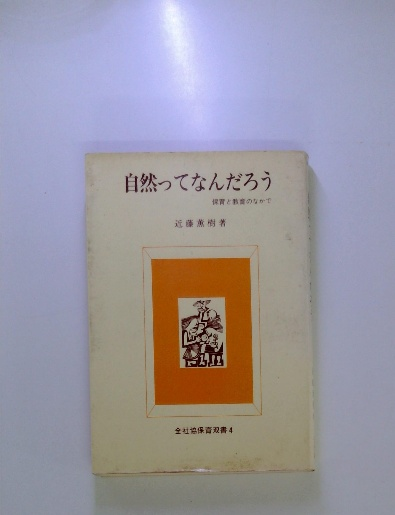 自然ってなんだろう
保育と教育のなかで
近藤薫樹著
全社協保育双書4